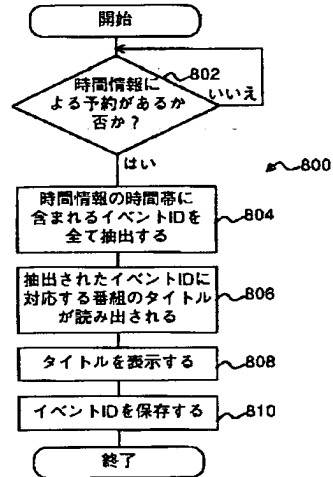 開始
時間情報に
よる予約があるか
否か？
802
いいえ
はい
800
時間情報の時間帯に
含まれるイベントIDを
全て抽出する
804
抽出されたイベントIDに
対応する番組のタイトル
が読み出される
806
タイトルを表示する
808
イベントIDを保存する
810
終了